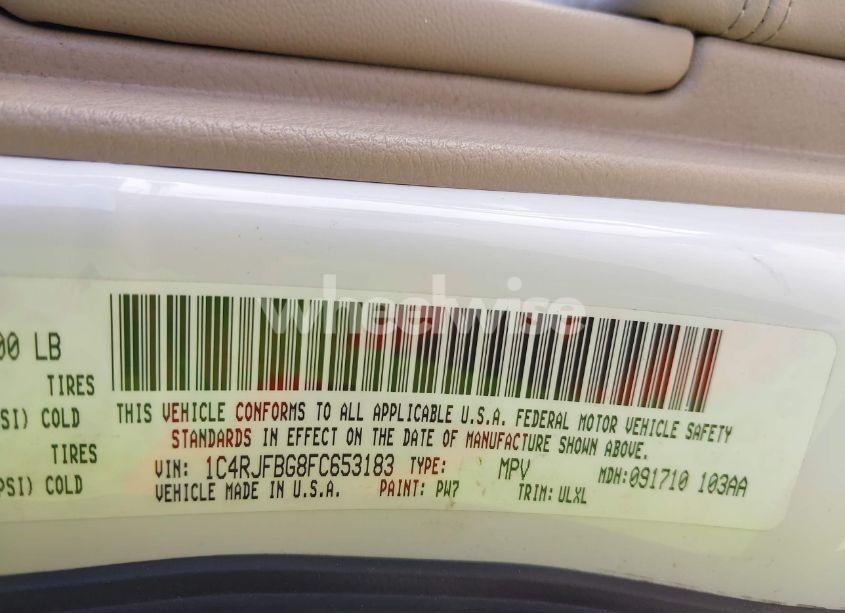 wheelwise
00 LB
TIRES
SI) COLD
TIRES
PSI) COLD
THIS VEHICLE CONFORMS TO ALL APPLICABLE U.S.A. FEDERAL MOTOR VEHICLE SAFETY
STANDARDS IN EFFECT ON THE DATE OF MANUFACTURE SHOWN ABOVE.
VIN: 1C4RJFBG8FC653183 TYPE: MPV MDH:091710 103AA
VEHICLE MADE IN U.S.A. PAINT: PW7 TRIM: ULXL